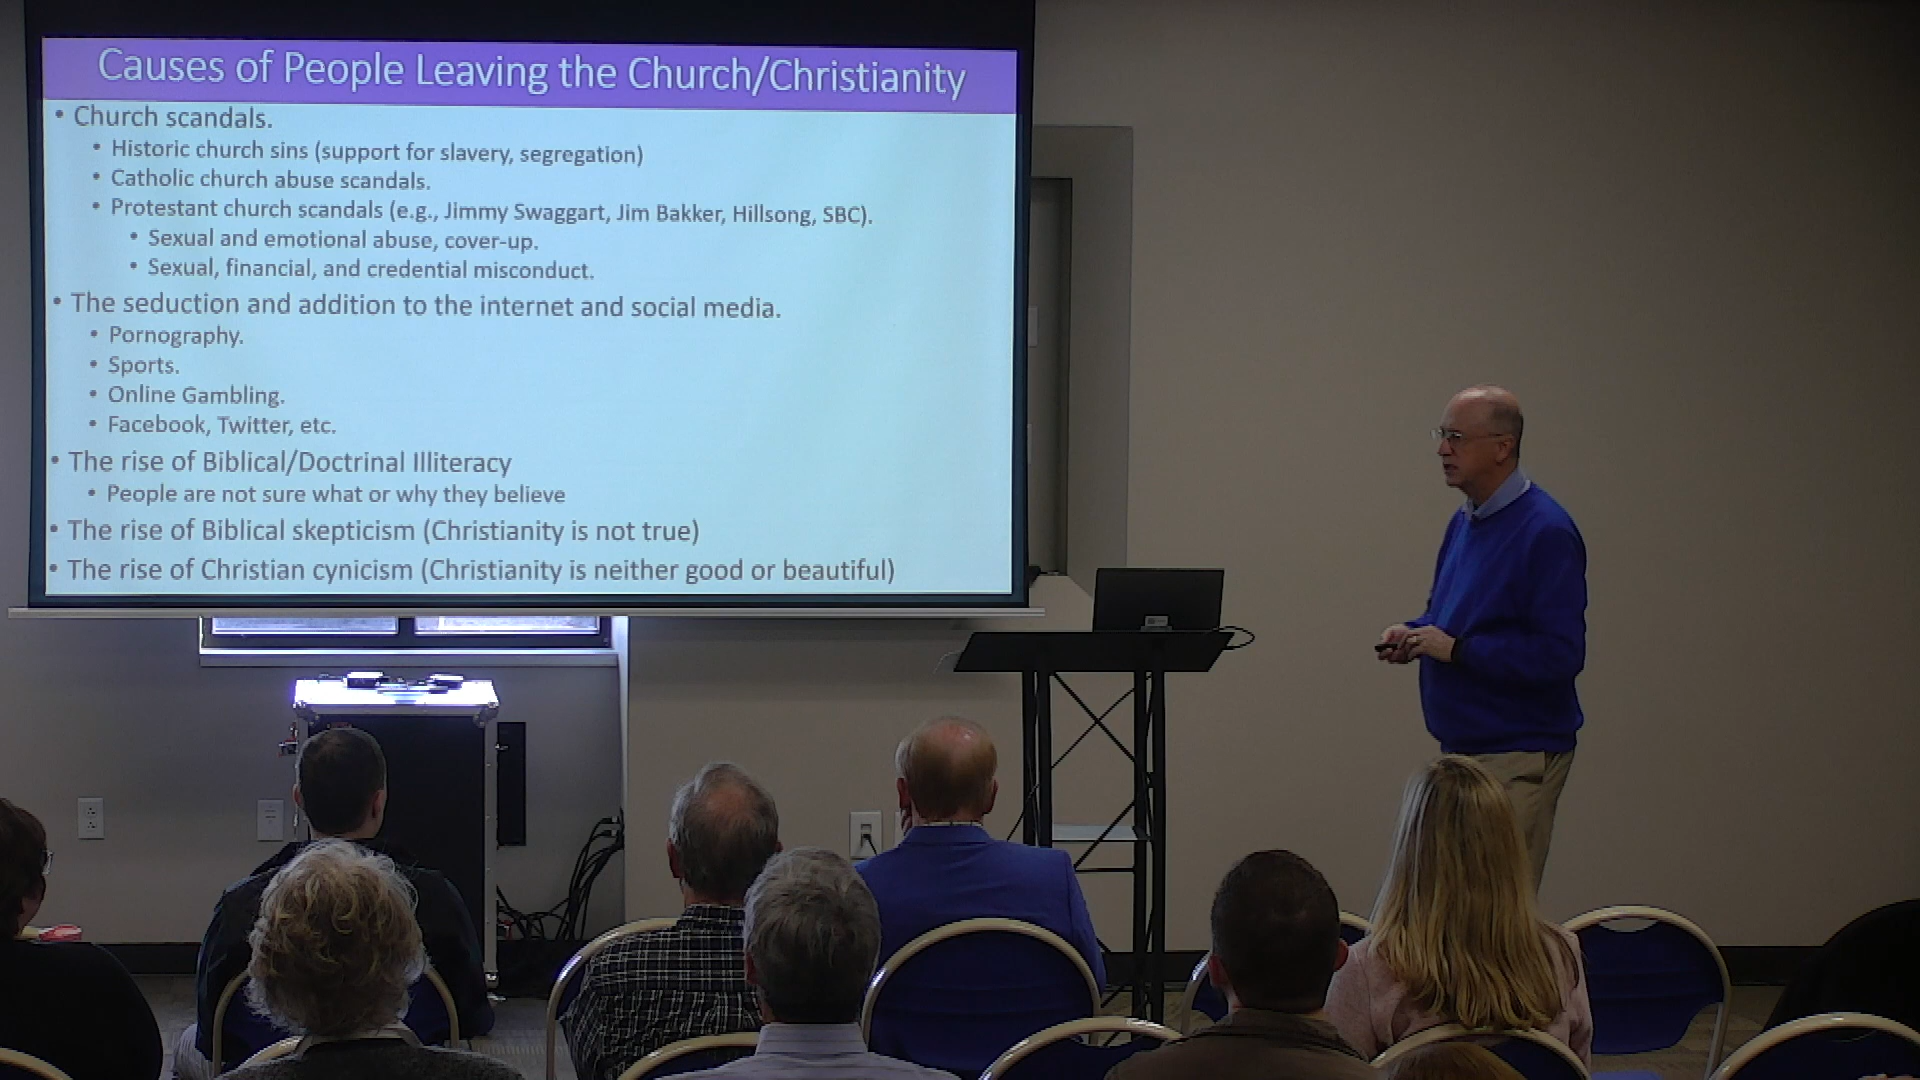 Causes of People Leaving the Church/Christianity
• Church scandals.
• Historic church sins (support for slavery, segregation)
• Catholic church abuse scandals.
• Protestant church scandals (e.g., Jimmy Swaggart, Jim Bakker, Hillsong, SBC).
• Sexual and emotional abuse, cover-up.
• Sexual, financial, and credential misconduct.
• The seduction and addition to the internet and social media.
• Pornography.
• Sports.
• Online Gambling.
• Facebook, Twitter, etc.
• The rise of Biblical/Doctrinal Illiteracy
• People are not sure what or why they believe
• The rise of Biblical skepticism (Christianity is not true)
• The rise of Christian cynicism (Christianity is neither good or beautiful)